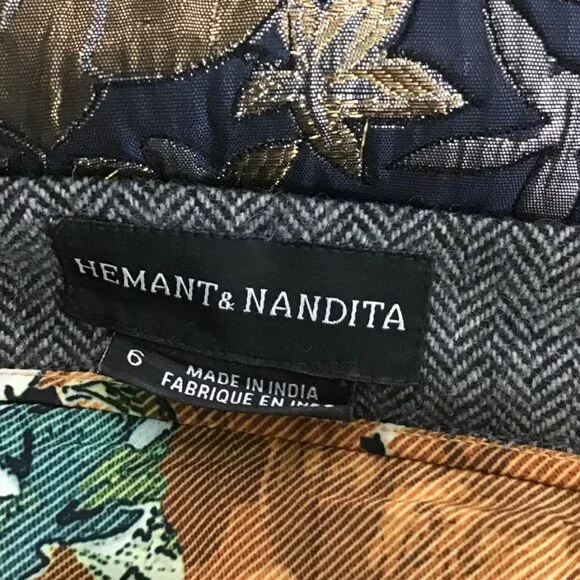 HEMANT & NANDITA
6
MADE IN INDIA
FABRIQUE EN